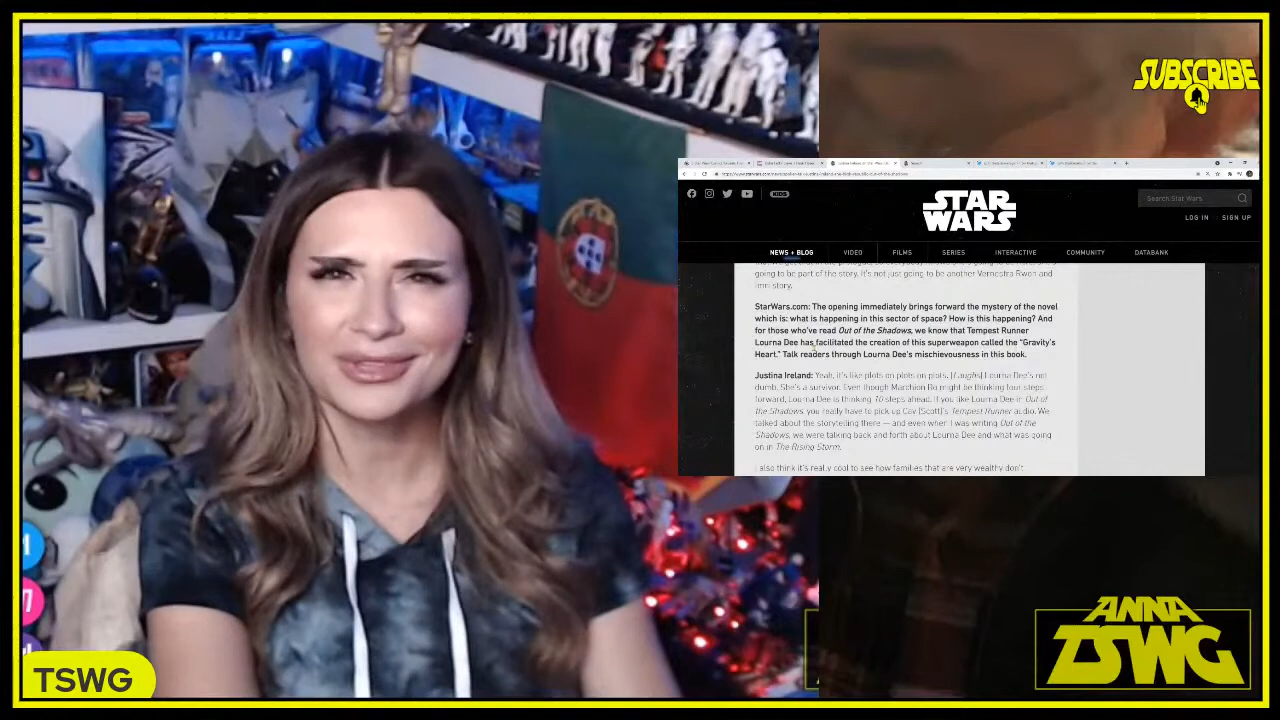 SUBSCRIBE
STAR
WARS
KIDS
Search Star Wars
LOG IN SIGN UP
NEWS + BLOG VIDEO FILMS SERIES INTERACTIVE COMMUNITY DATABANK
going to be part of the story. It's not just going to be another Vernestra Rwoh and
Imri story.
StarWars.com: The opening immediately brings forward the mystery of the novel
which is: what is happening in this sector of space? How is this happening? And
for those who've read Out of the Shadows, we know that Tempest Runner
Lourna Dee has facilitated the creation of this superweapon called the "Gravity's
Heart." Talk readers through Lourna Dee's mischievousness in this book.
Justina Ireland: Yeah, it's like plots on plots on plots. [Laughs] Lourna Dee's not
dumb. She's a survivor. Even though Marchion Ro might be thinking four steps
forward, Lourna Dee is thinking 10 steps ahead. If you like Lourna Dee in Out of
the Shadows, you really have to pick up Cav [Scott]'s Tempest Runner audio. We
talked about the storytelling there — and even when I was writing Out of the
Shadows, we were talking back and forth about Lourna Dee and what was going
on in The Rising Storm.
I also think it's really cool to see how families that are very wealthy don't
ANNA
TSWG
TSWG